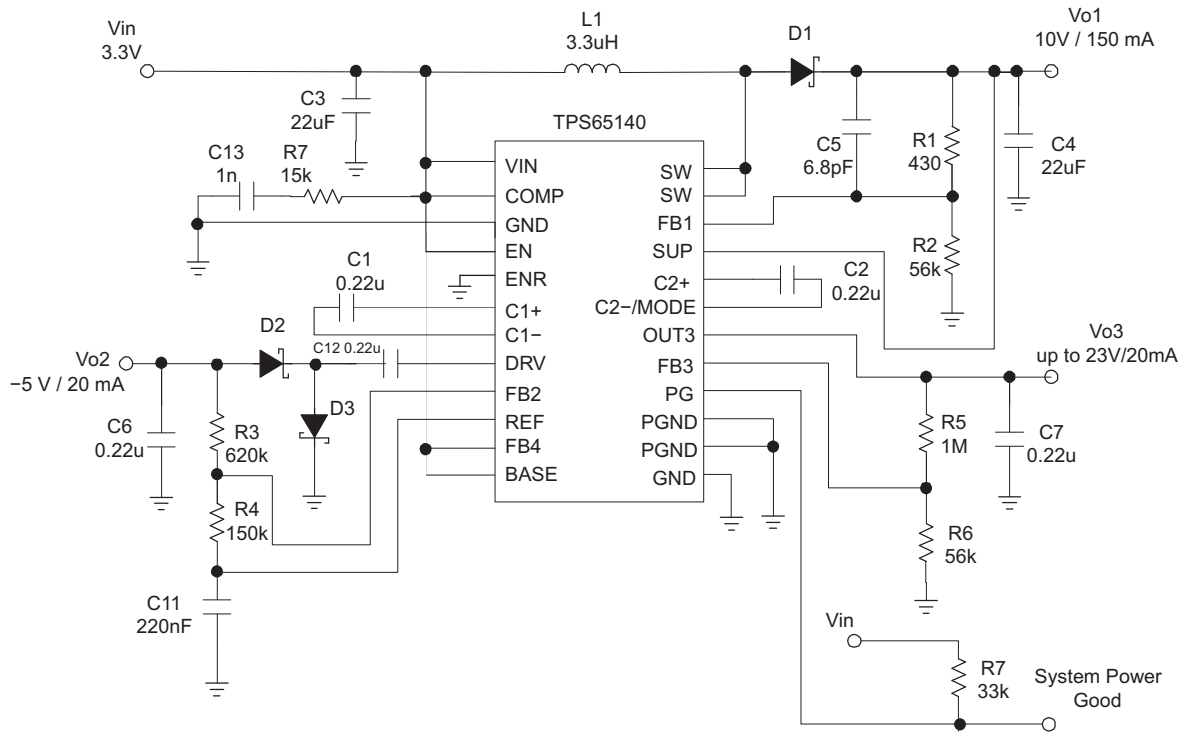 Vin
3.3V
L1
3.3uH
D1
Vo1
10V / 150 mA
C3
22uF
TPS65140
C5
6.8pF
R1
430
C4
22uF
C13
1n
R7
15k
VIN
COMP
GND
EN
ENR
C1+
C1−
DRV
FB2
REF
FB4
BASE
SW
SW
FB1
SUP
C2+
C2−/MODE
OUT3
FB3
PG
PGND
PGND
GND
R2
56k
C1
0.22u
C2
0.22u
D2
C12 0.22u
Vo2
−5 V / 20 mA
D3
Vo3
up to 23V/20mA
C6
0.22u
R3
620k
R4
150k
R5
1M
C7
0.22u
R6
56k
C11
220nF
Vin
R7
33k
System Power
Good